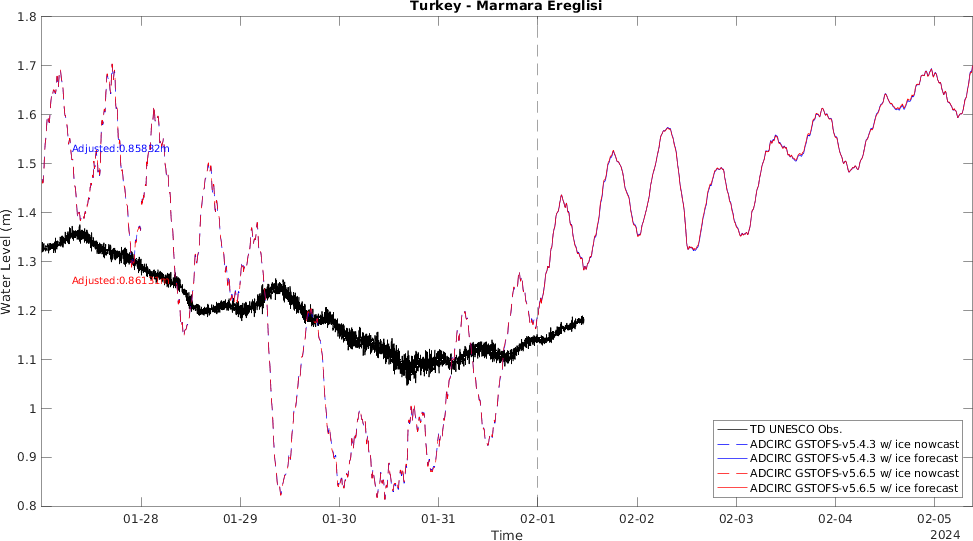 Turkey - Marmara Ereglisi
1.8
1.7
1.6
1.5
1.4
1.3
1.2
1.1
1
0.9
0.8
Water Level (m)
Adjusted:0.85832m
TD UNESCO Obs.
ADCIRC GSTOFS-v5.4.3 w/ ice nowcast
ADCIRC GSTOFS-v5.4.3 w/ ice forecast
ADCIRC GSTOFS-v5.6.5 w/ ice nowcast
ADCIRC GSTOFS-v5.6.5 w/ ice forecast
01-28 01-29 01-30 01-31 02-01 02-02 02-03 02-04 02-05
2024
Time